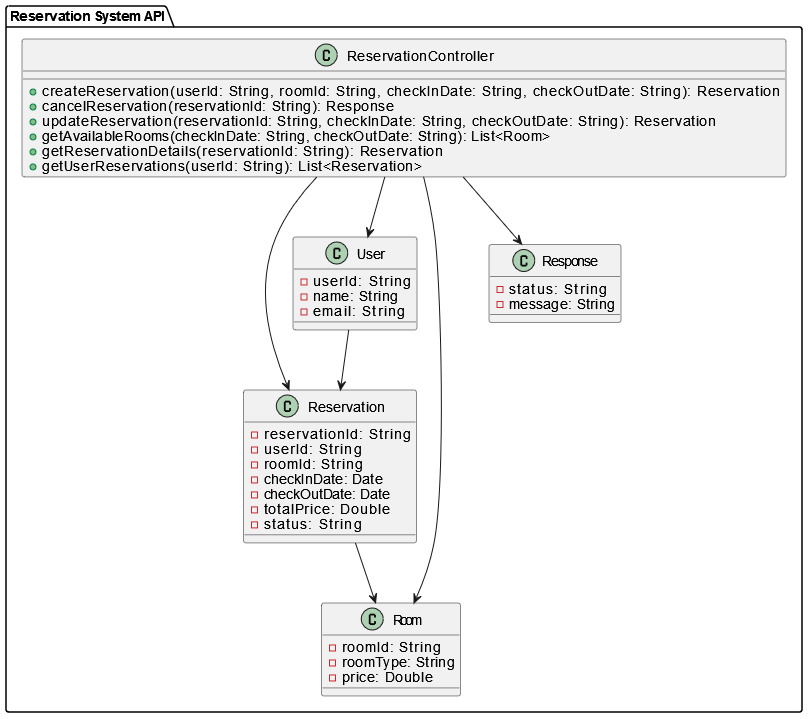 Reservation System API
C ReservationController
createReservation(userId: String, roomId: String, checkInDate: String, checkOutDate: String): Reservation
cancelReservation(reservationId: String): Response
updateReservation(reservationId: String, checkInDate: String, checkOutDate: String): Reservation
getAvailableRooms(checkInDate: String, checkOutDate: String): List<Room>
getReservationDetails(reservationId: String): Reservation
getUserReservations(userId: String): List<Reservation>
C User
userId: String
name: String
email: String
C Response
status: String
message: String
C Reservation
reservationId: String
userId: String
roomId: String
checkInDate: Date
checkOutDate: Date
totalPrice: Double
status: String
C Room
roomId: String
roomType: String
price: Double